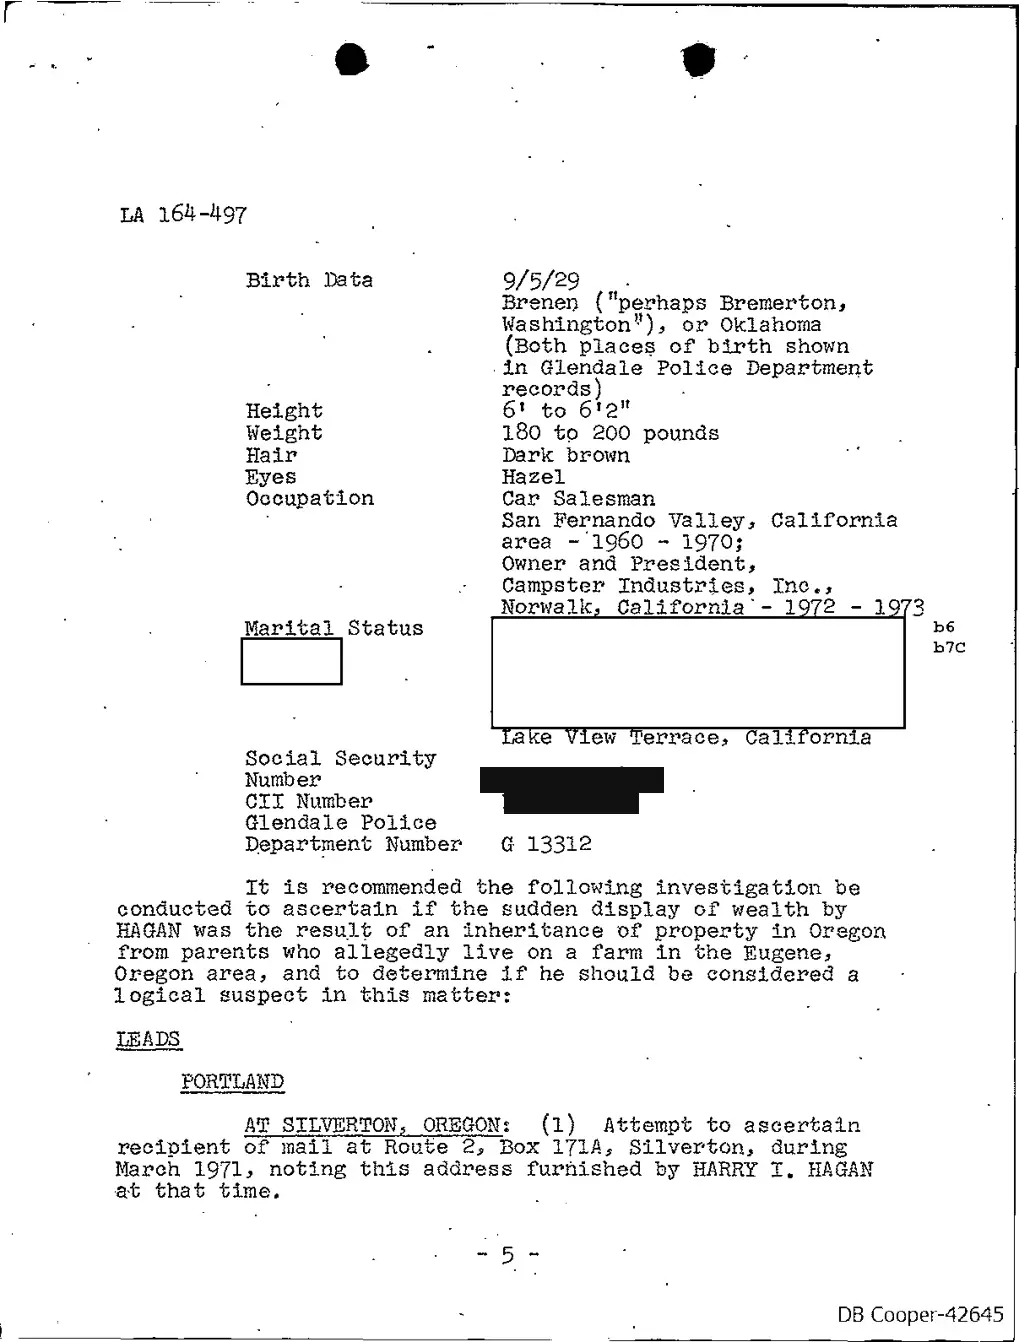 LA 164-497
Birth Data 9/5/29
Brenen ("perhaps Bremerton,
Washington"), or Oklahoma
(Both places of birth shown
in Glendale Police Department
records)
Height 6' to 6'2"
Weight 180 to 200 pounds
Hair Dark brown
Eyes Hazel
Occupation Car Salesman
San Fernando Valley, California
area - 1960 - 1970;
Owner and President,
Campster Industries, Inc.,
Norwalk, California - 1972 - 1973
Marital Status b6
b7C
Lake View Terrace, California
Social Security
Number
CII Number
Glendale Police
Department Number G 13312
It is recommended the following investigation be
conducted to ascertain if the sudden display of wealth by
HAGAN was the result of an inheritance of property in Oregon
from parents who allegedly live on a farm in the Eugene,
Oregon area, and to determine if he should be considered a
logical suspect in this matter:
LEADS
PORTLAND
AT SILVERTON, OREGON: (1) Attempt to ascertain
recipient of mail at Route 2, Box 171A, Silverton, during
March 1971, noting this address furnished by HARRY I. HAGAN
at that time.
- 5 -
DB Cooper-42645